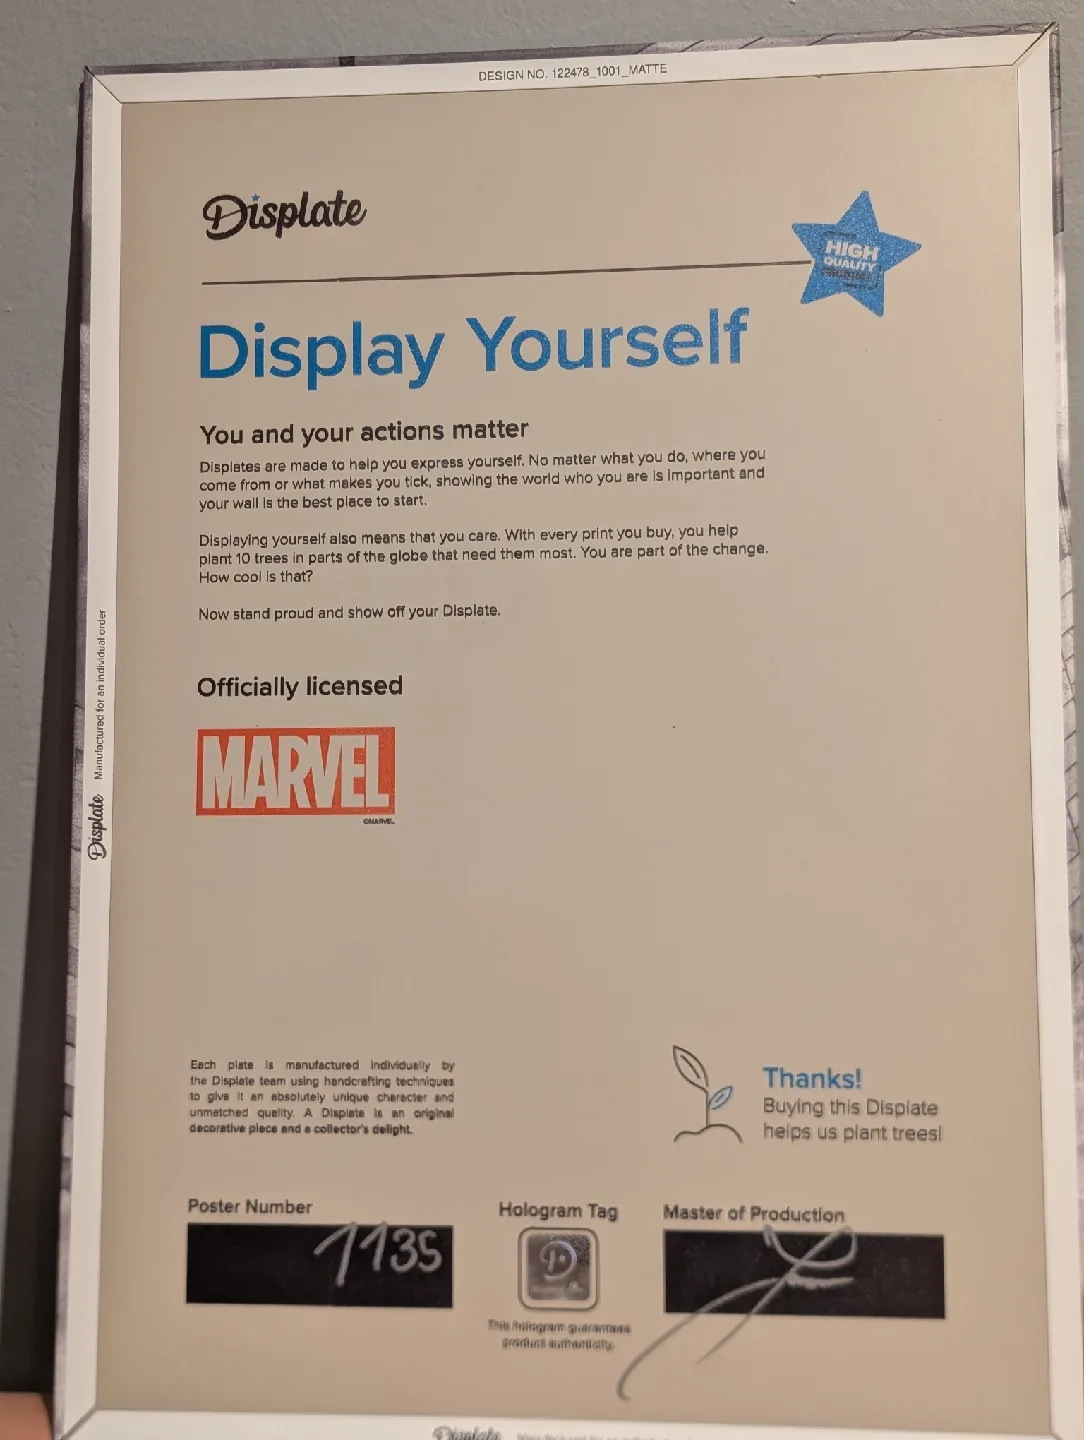 DESIGN NO. 122478_1001_MATTE
Displate
HIGH
QUALITY
Display Yourself
You and your actions matter
Displates are made to help you express yourself. No matter what you do, where you
come from or what makes you tick, showing the world who you are is important and
your wall is the best place to start.
Displaying yourself also means that you care. With every print you buy, you help
plant 10 trees in parts of the globe that need them most. You are part of the change.
How cool is that?
Now stand proud and show off your Displate.
Officially licensed
MARVEL
©MARVEL
Displate Manufactured for an individual order
Each plate is manufactured individually by
the Displate team using handcrafting techniques
to give it an absolutely unique character and
unmatched quality. A Displate is an original
decorative piece and a collector's delight.
Thanks!
Buying this Displate
helps us plant trees!
Poster Number
1135
Hologram Tag
D
This hologram guarantees
product authenticity.
Master of Production
Displate